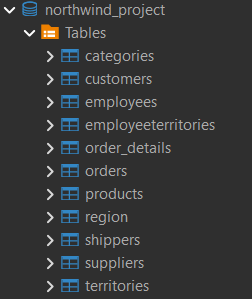 northwind_project
Tables
categories
customers
employees
employeeterritories
order_details
orders
products
region
shippers
suppliers
territories